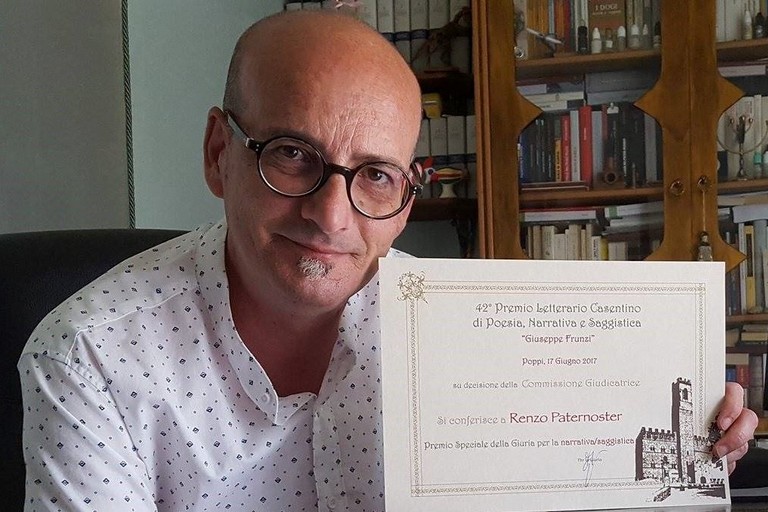 42° Premio Letterario Casentino
di Poesia, Narrativa e Saggistica
"Giuseppe Frunzi"
Poppi, 17 Giugno 2017
su decisione della Commissione Giudicatrice
Si conferisce a Renzo Paternoster
Premio Speciale della Giuria per la narrativa/saggistica
I DOGI